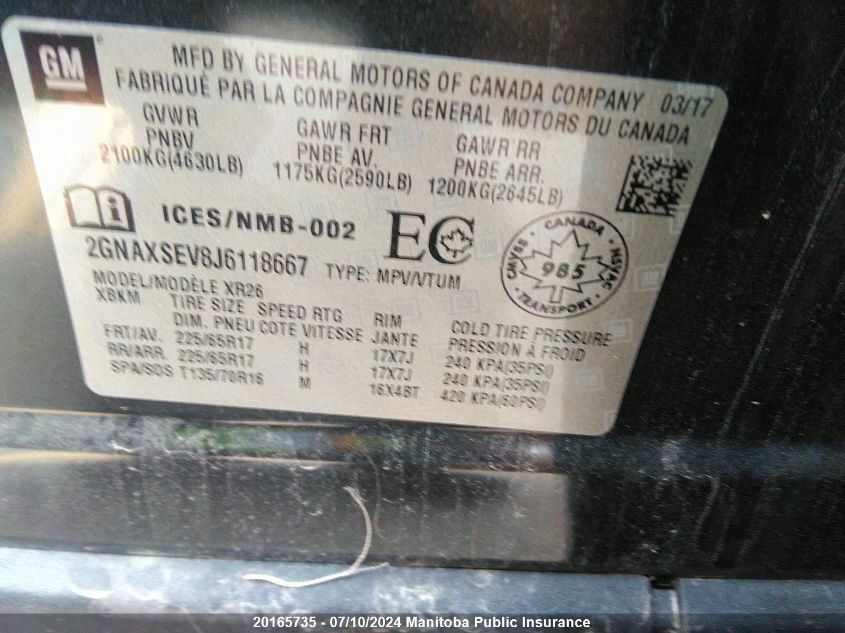 GM
MFD BY GENERAL MOTORS OF CANADA COMPANY 03/17
FABRIQUÉ PAR LA COMPAGNIE GENERAL MOTORS DU CANADA
GVWR GAWR FRT GAWR RR
PNBV PNBE AV. PNBE ARR.
2100KG(4630LB) 1175KG(2590LB) 1200KG(2645LB)
ICES/NMB-002 EC
2GNAXSEV8J6118667 TYPE: MPV/VTUM
CANADA
CMVSS 985 NSVAC
TRANSPORT
MODEL/MODÈLE XR26
XBKM TIRE SIZE SPEED RTG RIM COLD TIRE PRESSURE
DIM. PNEU COTE VITESSE JANTE PRESSION À FROID
FRT/AV. 225/65R17 H 17X7J 240 KPA(35PSI)
RR/ARR. 225/65R17 H 17X7J 240 KPA(35PSI)
SPA/SOS T135/70R16 M 16X4BT 420 KPA(60PSI)
20165735 - 07/10/2024 Manitoba Public Insurance